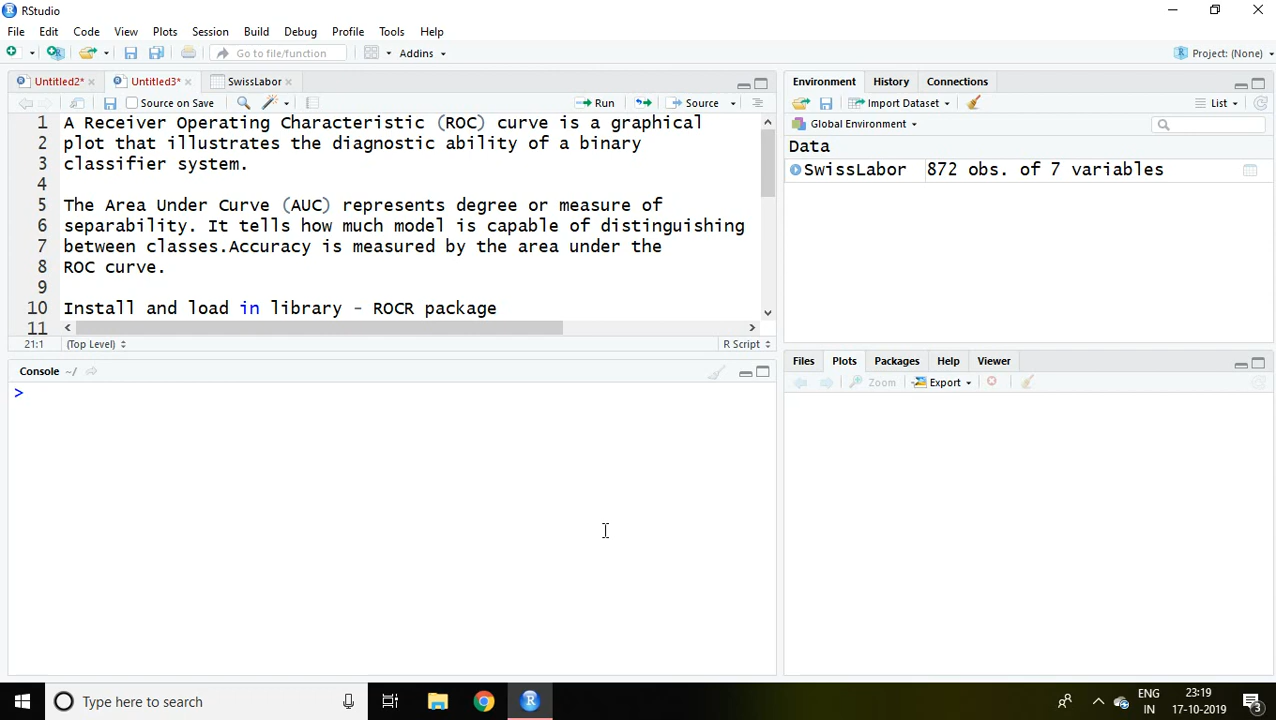 RStudio
File Edit Code View Plots Session Build Debug Profile Tools Help
Go to file/function Addins Project: (None)
Untitled2* Untitled3* SwissLabor
Source on Save Run Source
1 A Receiver Operating Characteristic (ROC) curve is a graphical
2 plot that illustrates the diagnostic ability of a binary
3 classifier system.
4
5 The Area Under Curve (AUC) represents degree or measure of
6 separability. It tells how much model is capable of distinguishing
7 between classes.Accuracy is measured by the area under the
8 ROC curve.
9
10 Install and load in library - ROCR package
11
21:1 (Top Level) R Script
Console ~/
>
Environment History Connections
Import Dataset List
Global Environment
Data
SwissLabor 872 obs. of 7 variables
Files Plots Packages Help Viewer
Zoom Export
Type here to search
ENG
IN
23:19
17-10-2019
3